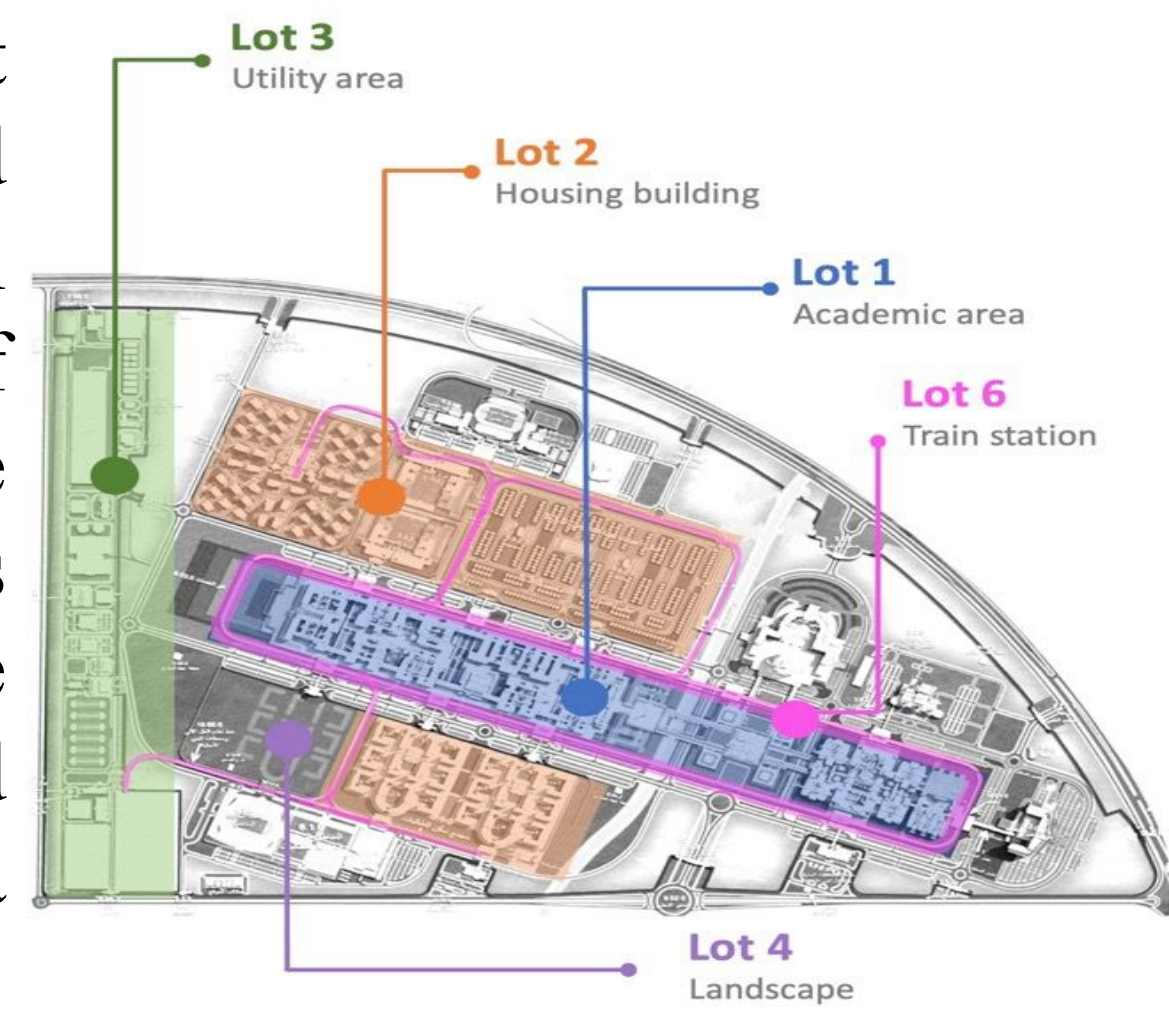 Lot 3
Utility area
Lot 2
Housing building
Lot 1
Academic area
Lot 6
Train station
Lot 4
Landscape